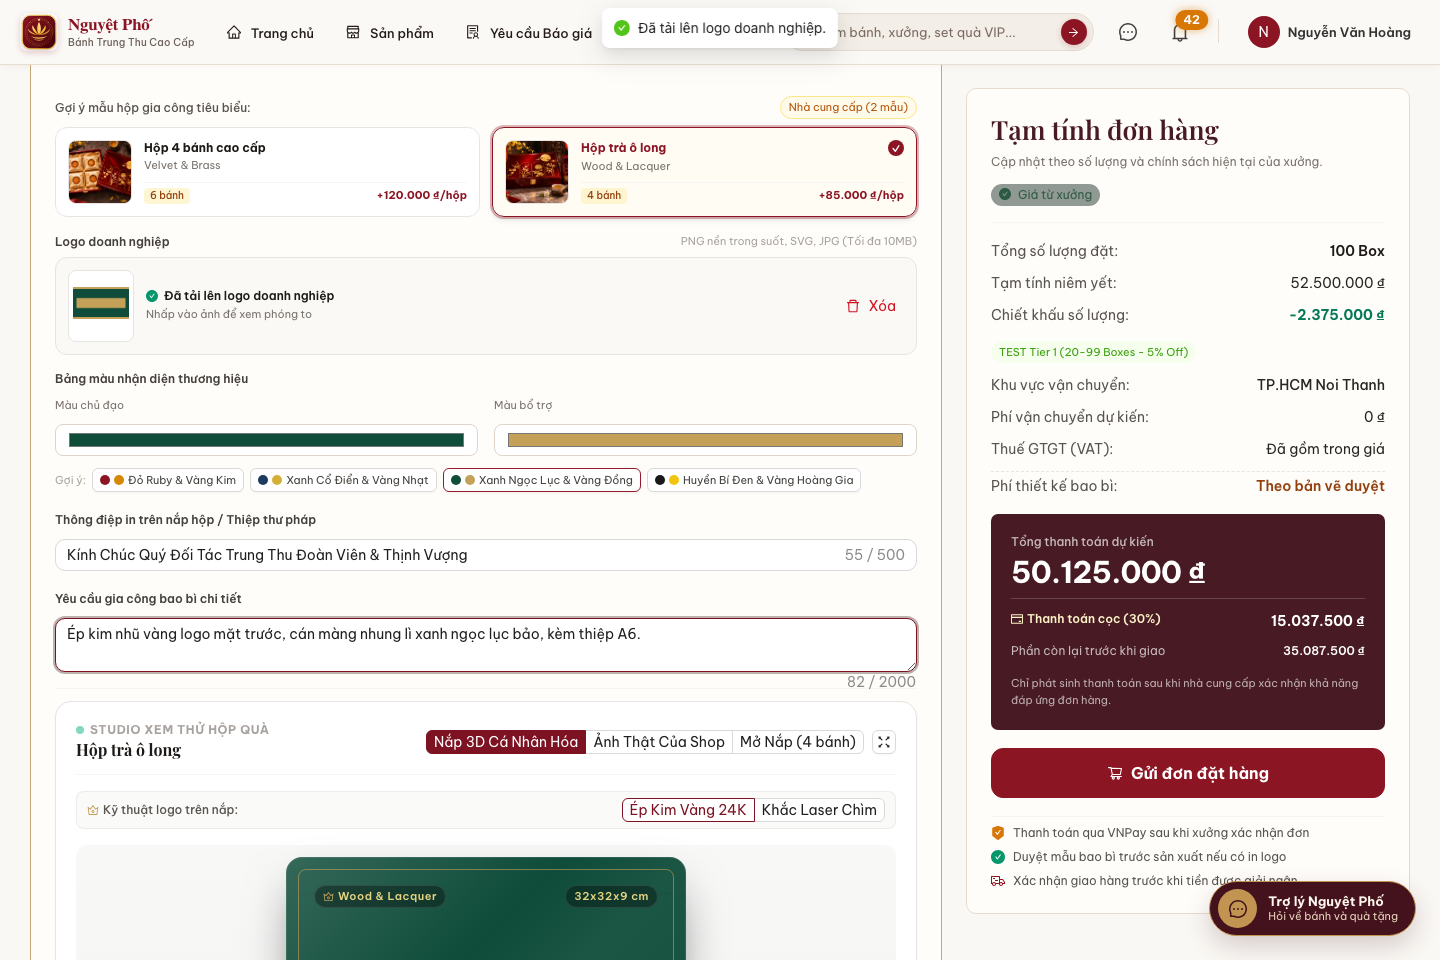 Nguyệt Phố
Bánh Trung Thu Cao Cấp
Trang chủ
Sản phẩm
Yêu cầu Báo giá
Đã tải lên logo doanh nghiệp.
bánh, xưởng, set quà VIP...
42
N
Nguyễn Văn Hoàng
Gợi ý mẫu hộp gia công tiêu biểu:
Nhà cung cấp (2 mẫu)
Hộp 4 bánh cao cấp
Velvet & Brass
6 bánh
+120.000 ₫/hộp
Hộp trà ô long
Wood & Lacquer
4 bánh
+85.000 ₫/hộp
Logo doanh nghiệp
PNG nền trong suốt, SVG, JPG (Tối đa 10MB)
Đã tải lên logo doanh nghiệp
Nhấp vào ảnh để xem phóng to
Xóa
Bảng màu nhận diện thương hiệu
Màu chủ đạo
Màu bổ trợ
Gợi ý:
Đỏ Ruby & Vàng Kim
Xanh Cổ Điển & Vàng Nhạt
Xanh Ngọc Lục & Vàng Đồng
Huyền Bí Đen & Vàng Hoàng Gia
Thông điệp in trên nắp hộp / Thiệp thư pháp
Kính Chúc Quý Đối Tác Trung Thu Đoàn Viên & Thịnh Vượng
55 / 500
Yêu cầu gia công bao bì chi tiết
Ép kim nhũ vàng logo mặt trước, cán màng nhung lì xanh ngọc lục bảo, kèm thiệp A6.
82 / 2000
STUDIO XEM THỬ HỘP QUÀ
Hộp trà ô long
Nắp 3D Cá Nhân Hóa
Ảnh Thật Của Shop
Mở Nắp (4 bánh)
Kỹ thuật logo trên nắp:
Ép Kim Vàng 24K
Khắc Laser Chìm
Wood & Lacquer
32x32x9 cm
Tạm tính đơn hàng
Cập nhật theo số lượng và chính sách hiện tại của xưởng.
Giá từ xưởng
Tổng số lượng đặt:
100 Box
Tạm tính niêm yết:
52.500.000 ₫
Chiết khấu số lượng:
-2.375.000 ₫
TEST Tier 1 (20-99 Boxes - 5% Off)
Khu vực vận chuyển:
TP.HCM Noi Thanh
Phí vận chuyển dự kiến:
0 ₫
Thuế GTGT (VAT):
Đã gồm trong giá
Phí thiết kế bao bì:
Theo bản vẽ duyệt
Tổng thanh toán dự kiến
50.125.000 ₫
Thanh toán cọc (30%)
15.037.500 ₫
Phần còn lại trước khi giao
35.087.500 ₫
Chỉ phát sinh thanh toán sau khi nhà cung cấp xác nhận khả năng
đáp ứng đơn hàng.
Gửi đơn đặt hàng
Thanh toán qua VNPay sau khi xưởng xác nhận đơn
Duyệt mẫu bao bì trước sản xuất nếu có in logo
Xác nhận giao hàng trước khi tiền được giải ngân
Trợ lý Nguyệt Phố
Hỏi về bánh và quà tặng